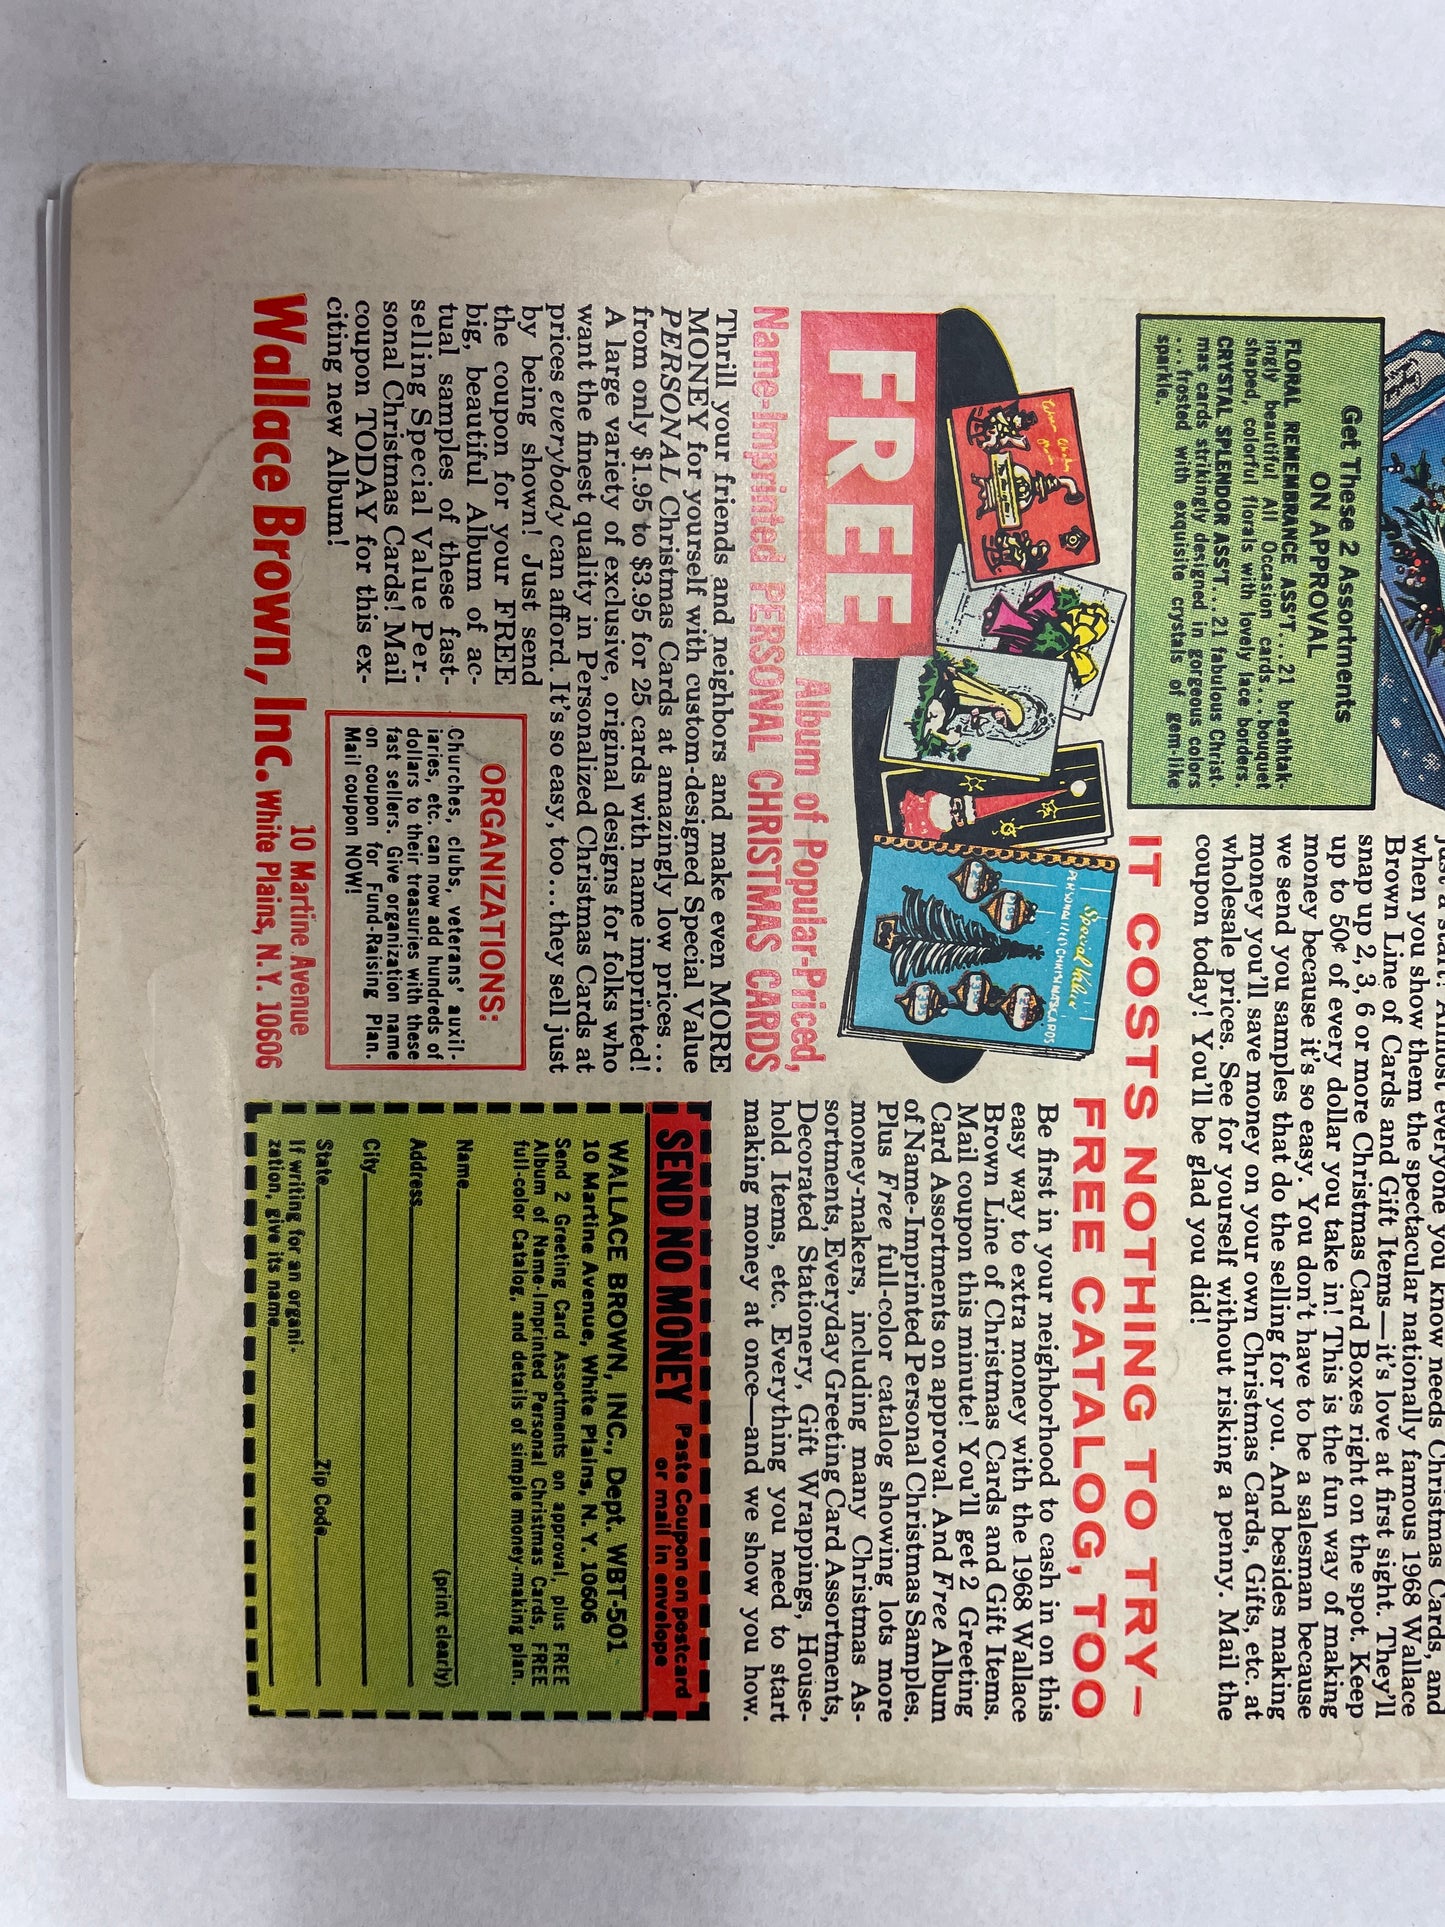 Get These 2 Assortments
ON APPROVAL
FLORAL REMEMBRANCE ASS'T...21 breathtak-
ingly beautiful All Occasion cards...bouquet
shaped, colorful florals with lovely lace borders.
CRYSTAL SPLENDOR ASS'T...21 fabulous Christ-
mas cards strikingly designed in gorgeous colors
...frosted with exquisite crystals of gem-like
sparkle.
everyone you know needs Christmas Cards, and
when you show them the spectacular nationally famous 1968 Wallace
Brown Line of Cards and Gift Items—it's love at first sight. They'll
snap up 2, 3, 6 or more Christmas Card Boxes right on the spot. Keep
up to 50¢ of every dollar you take in! This is the fun way of making
money because it's so easy. You don't have to be a salesman because
we send you samples that do the selling for you. And besides making
money you'll save money on your own Christmas Cards, Gifts, etc. at
wholesale prices. See for yourself without risking a penny. Mail the
coupon today! You'll be glad you did!
IT COSTS NOTHING TO TRY—
FREE CATALOG, TOO
Special Value
PERSONALIZED CHRISTMAS CARDS
FREE
Album of Popular-Priced,
Name-Imprinted PERSONAL CHRISTMAS CARDS
Thrill your friends and neighbors and make even MORE
MONEY for yourself with custom-designed Special Value
PERSONAL Christmas Cards at amazingly low prices...
from only $1.95 to $3.95 for 25 cards with name imprinted!
A large variety of exclusive, original designs for folks who
want the finest quality in Personalized Christmas Cards at
prices everybody can afford. It's so easy, too...they sell just
by being shown! Just send
the coupon for your FREE
big, beautiful Album of ac-
tual samples of these fast-
selling Special Value Per-
sonal Christmas Cards! Mail
coupon TODAY for this ex-
citing new Album!
ORGANIZATIONS:
Churches, clubs, veterans' auxil-
iaries, etc. can now add hundreds of
dollars to their treasuries with these
fast sellers. Give organization name
on coupon for Fund-Raising Plan.
Mail coupon NOW!
Wallace Brown, Inc. 10 Martine Avenue
White Plains, N.Y. 10606
Be first in your neighborhood to cash in on this
easy way to extra money with the 1968 Wallace
Brown Line of Christmas Cards and Gift Items.
Mail coupon this minute! You'll get 2 Greeting
Card Assortments on approval. And Free Album
of Name-Imprinted Personal Christmas Samples.
Plus Free full-color catalog showing lots more
money-makers, including many Christmas As-
sortments, Everyday Greeting Card Assortments,
Decorated Stationery, Gift Wrappings, House-
hold Items, etc. Everything you need to start
making money at once—and we show you how.
SEND NO MONEY Paste Coupon on postcard
or mail in envelope
WALLACE BROWN, INC., Dept. WBT-501
10 Martine Avenue, White Plains, N.Y. 10606
Send 2 Greeting Card Assortments on approval, plus FREE
Album of Name-Imprinted Personal Christmas Cards, FREE
full-color Catalog, and details of simple money-making plan.
(print clearly)
Name
Address
City
State Zip Code
If writing for an organi-
zation, give its name